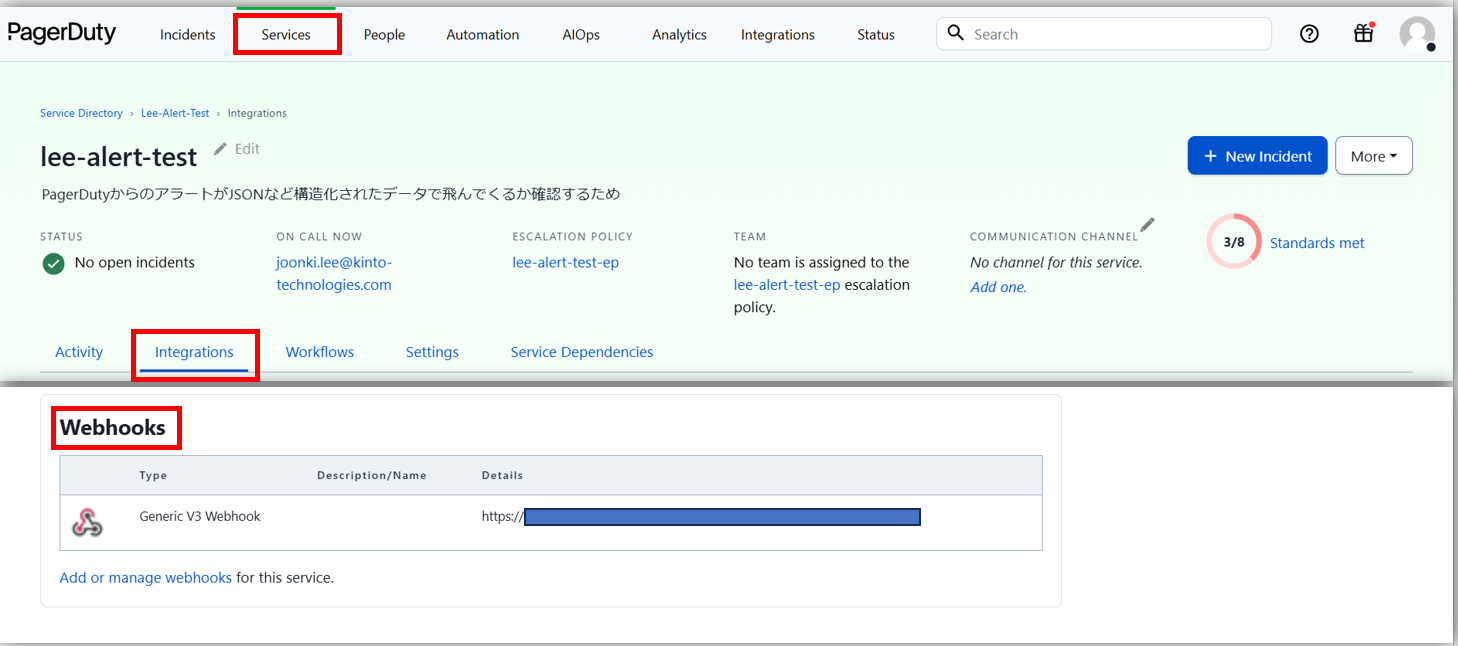 PagerDuty
Incidents
Services
People
Automation
AIOps
Analytics
Integrations
Status
Search
Service Directory › Lee-Alert-Test › Integrations
lee-alert-test
Edit
New Incident
More
PagerDutyからのアラートがJSONなど構造化されたデータで飛んでくるか確認するため
STATUS
No open incidents
ON CALL NOW
joonki.lee@kinto-
technologies.com
ESCALATION POLICY
lee-alert-test-ep
TEAM
No team is assigned to the
lee-alert-test-ep escalation
policy.
COMMUNICATION CHANNEL
No channel for this service.
Add one.
3/8
Standards met
Activity
Integrations
Workflows
Settings
Service Dependencies
Webhooks
Type
Description/Name
Details
Generic V3 Webhook
https://
Add or manage webhooks for this service.